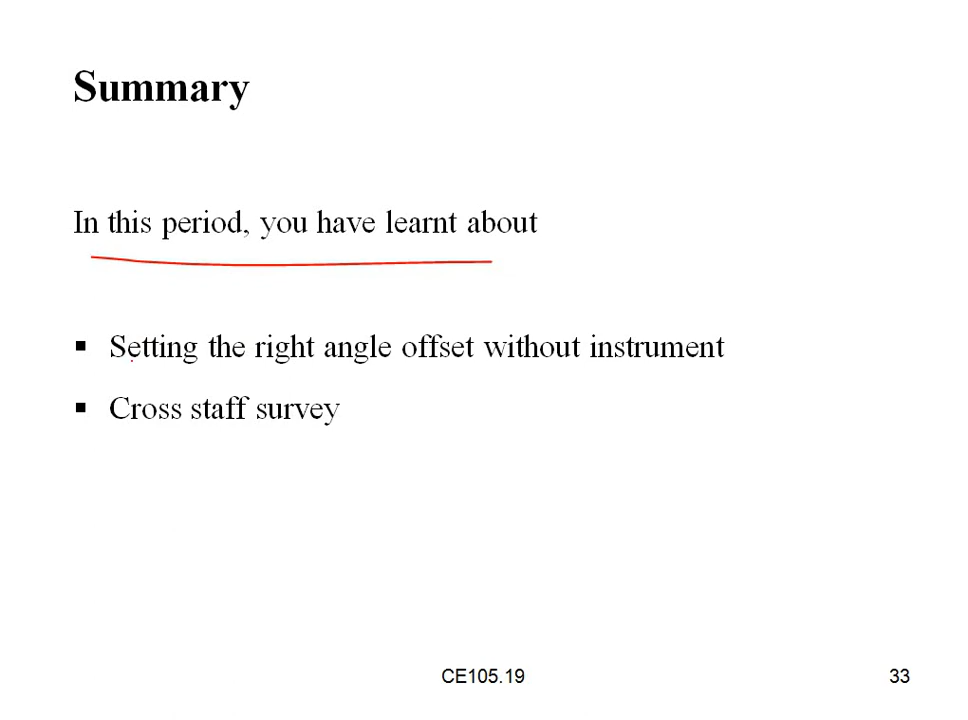 Summary
In this period, you have learnt about
▪ Setting the right angle offset without instrument
▪ Cross staff survey
CE105.19
33